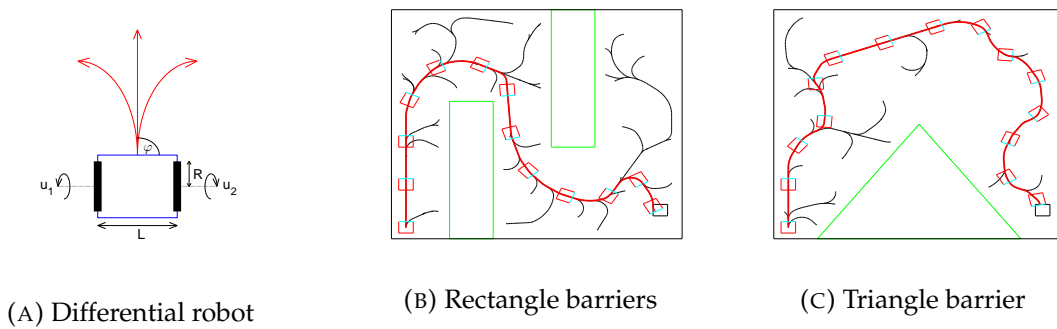 φ
R
u1
u2
L
(A) Differential robot
(B) Rectangle barriers
(C) Triangle barrier